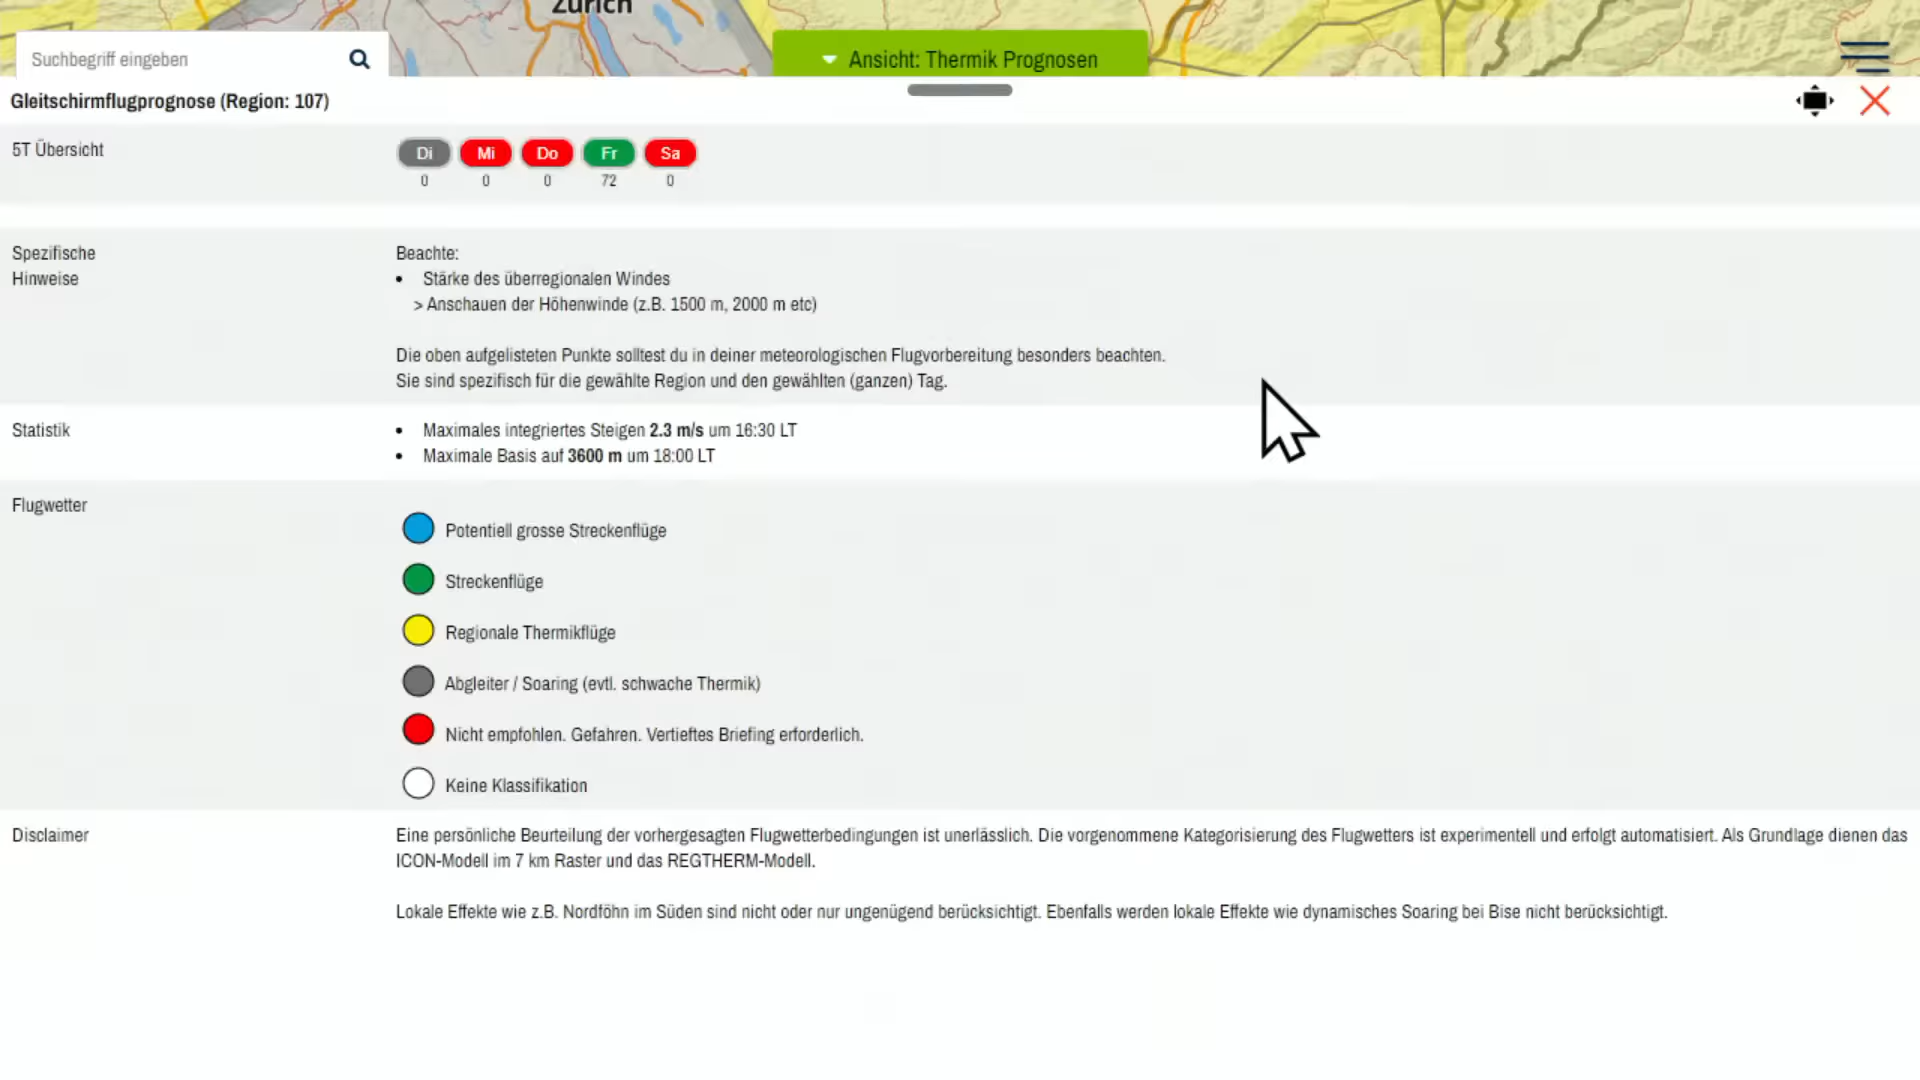 Zürich
Suchbegriff eingeben
Ansicht: Thermik Prognosen
Gleitschirmflugprognose (Region: 107)
5T Übersicht
Di Mi Do Fr Sa
0 0 0 72 0
Spezifische
Hinweise
Beachte:
• Stärke des überregionalen Windes
> Anschauen der Höhenwinde (z.B. 1500 m, 2000 m etc)
Die oben aufgelisteten Punkte solltest du in deiner meteorologischen Flugvorbereitung besonders beachten.
Sie sind spezifisch für die gewählte Region und den gewählten (ganzen) Tag.
Statistik
• Maximales integriertes Steigen 2.3 m/s um 16:30 LT
• Maximale Basis auf 3600 m um 18:00 LT
Flugwetter
Potentiell grosse Streckenflüge
Streckenflüge
Regionale Thermikflüge
Abgleiter / Soaring (evtl. schwache Thermik)
Nicht empfohlen. Gefahren. Vertieftes Briefing erforderlich.
Keine Klassifikation
Disclaimer
Eine persönliche Beurteilung der vorhergesagten Flugwetterbedingungen ist unerlässlich. Die vorgenommene Kategorisierung des Flugwetters ist experimentell und erfolgt automatisiert. Als Grundlage dienen das
ICON-Modell im 7 km Raster und das REGTHERM-Modell.
Lokale Effekte wie z.B. Nordföhn im Süden sind nicht oder nur ungenügend berücksichtigt. Ebenfalls werden lokale Effekte wie dynamisches Soaring bei Bise nicht berücksichtigt.